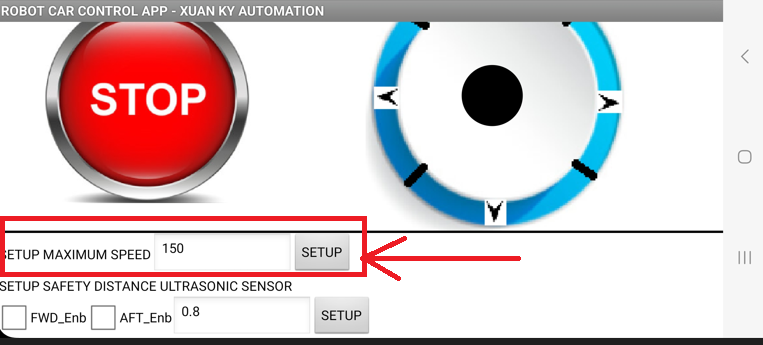 ROBOT CAR CONTROL APP - XUAN KY AUTOMATION
STOP
SETUP MAXIMUM SPEED 150 SETUP
SETUP SAFETY DISTANCE ULTRASONIC SENSOR
FWD_Enb AFT_Enb 0.8 SETUP